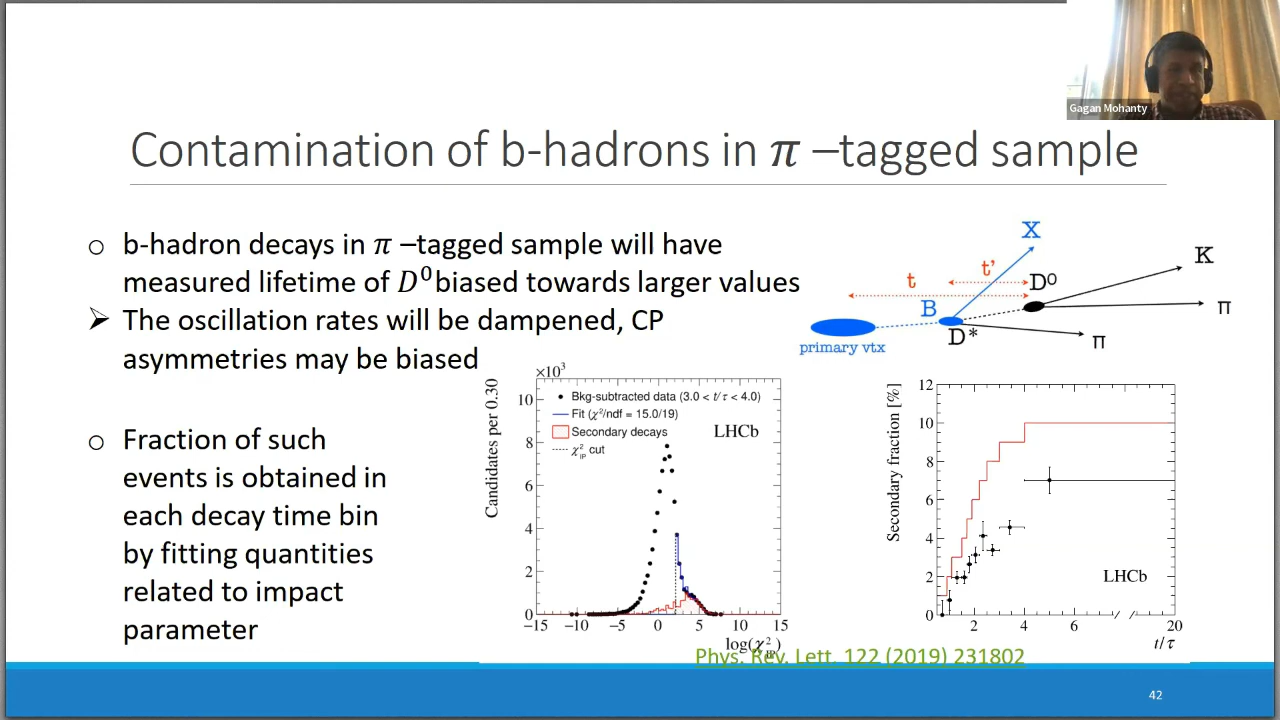 Gagan Mohanty
Contamination of b-hadrons in π –tagged sample
o b-hadron decays in π –tagged sample will have
measured lifetime of D⁰ biased towards larger values
➤ The oscillation rates will be dampened, CP
asymmetries may be biased
o Fraction of such
events is obtained in
each decay time bin
by fitting quantities
related to impact
parameter
X
K
t'
D⁰
t
B
π
D*
π
primary vtx
×10³
Candidates per 0.30
Bkg-subtracted data (3.0 < t/τ < 4.0)
Fit (χ²/ndf = 15.0/19)
Secondary decays
χ²IP cut
LHCb
10
8
6
4
2
0
−15 −10 −5 0 5 10 15
log(χ²IP)
Secondary fraction [%]
12
10
8
6
4
2
0
LHCb
2 4 6 20
t/τ
Phys. Rev. Lett. 122 (2019) 231802
42